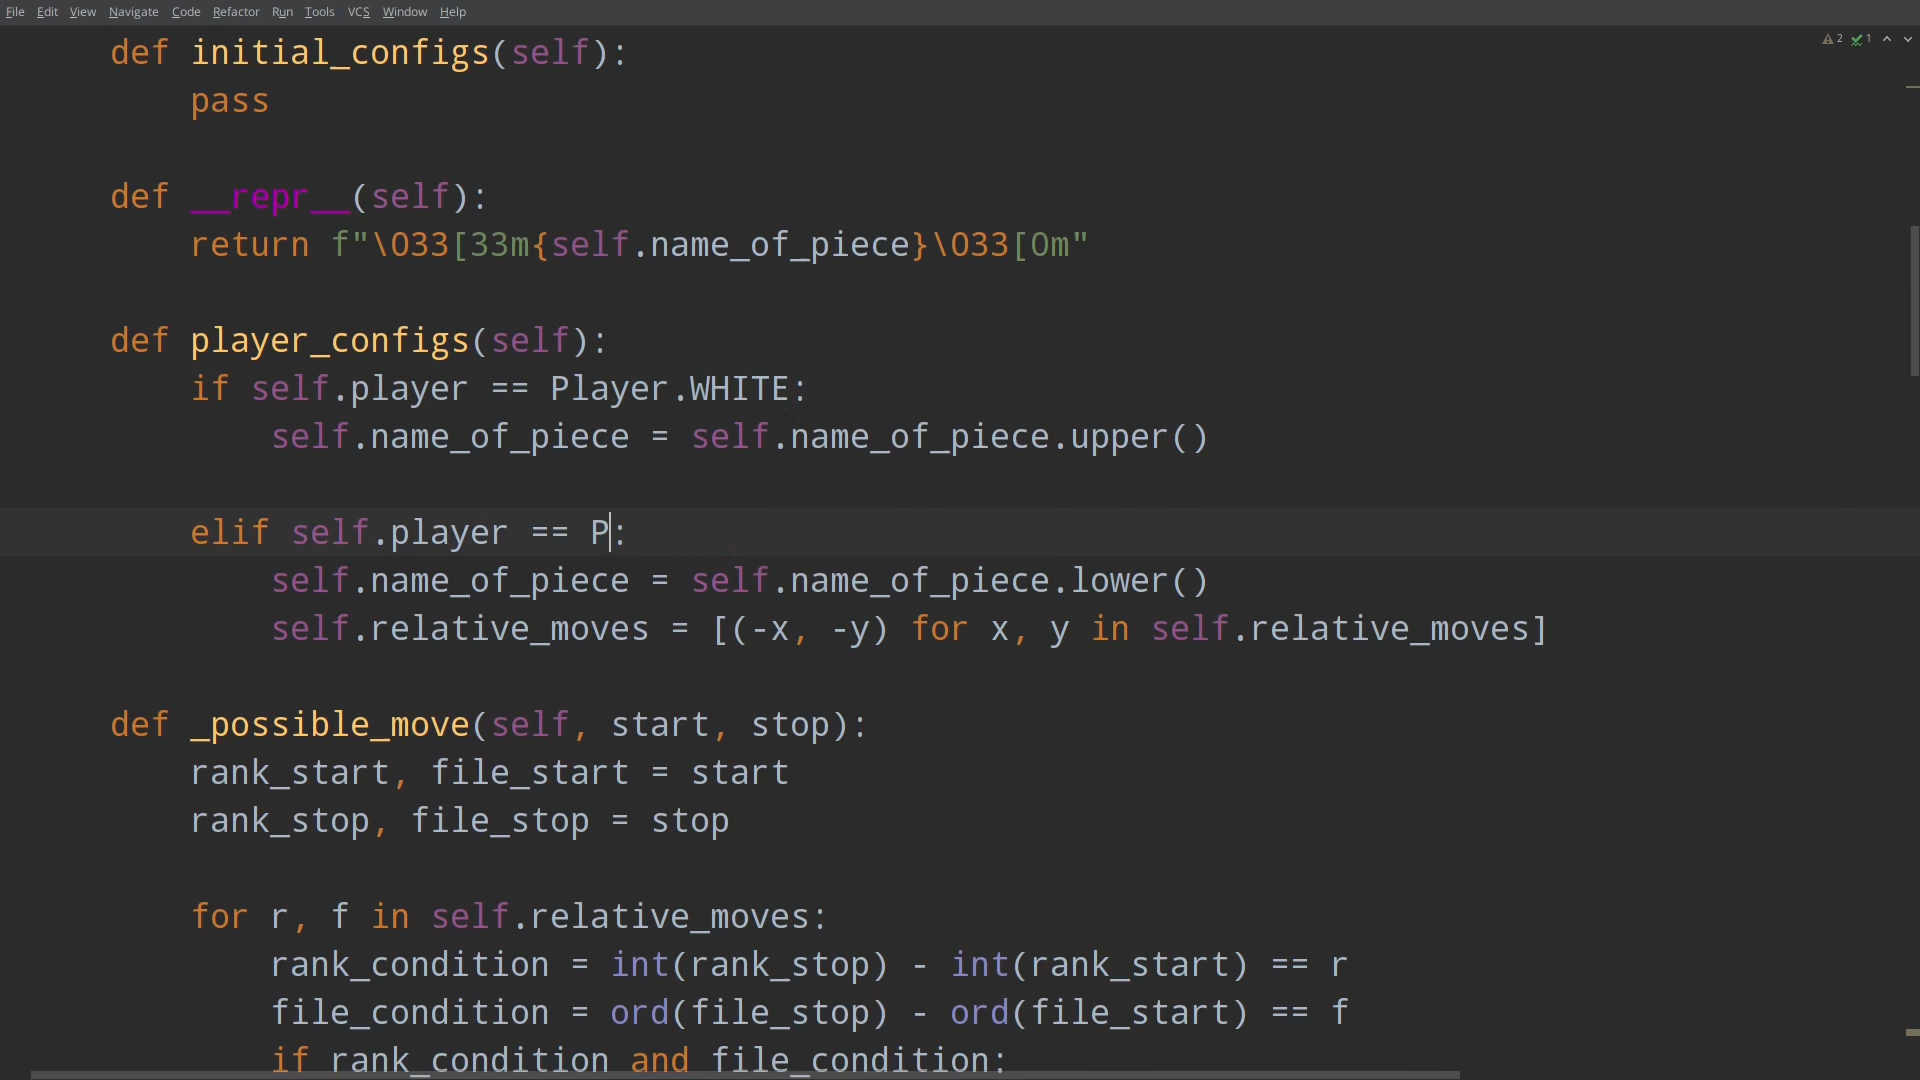 File Edit View Navigate Code Refactor Run Tools VCS Window Help
2 1
def initial_configs(self):
pass
def __repr__(self):
return f"\033[33m{self.name_of_piece}\033[0m"
def player_configs(self):
if self.player == Player.WHITE:
self.name_of_piece = self.name_of_piece.upper()
elif self.player == P:
self.name_of_piece = self.name_of_piece.lower()
self.relative_moves = [(-x, -y) for x, y in self.relative_moves]
def _possible_move(self, start, stop):
rank_start, file_start = start
rank_stop, file_stop = stop
for r, f in self.relative_moves:
rank_condition = int(rank_stop) - int(rank_start) == r
file_condition = ord(file_stop) - ord(file_start) == f
if rank_condition and file_condition: